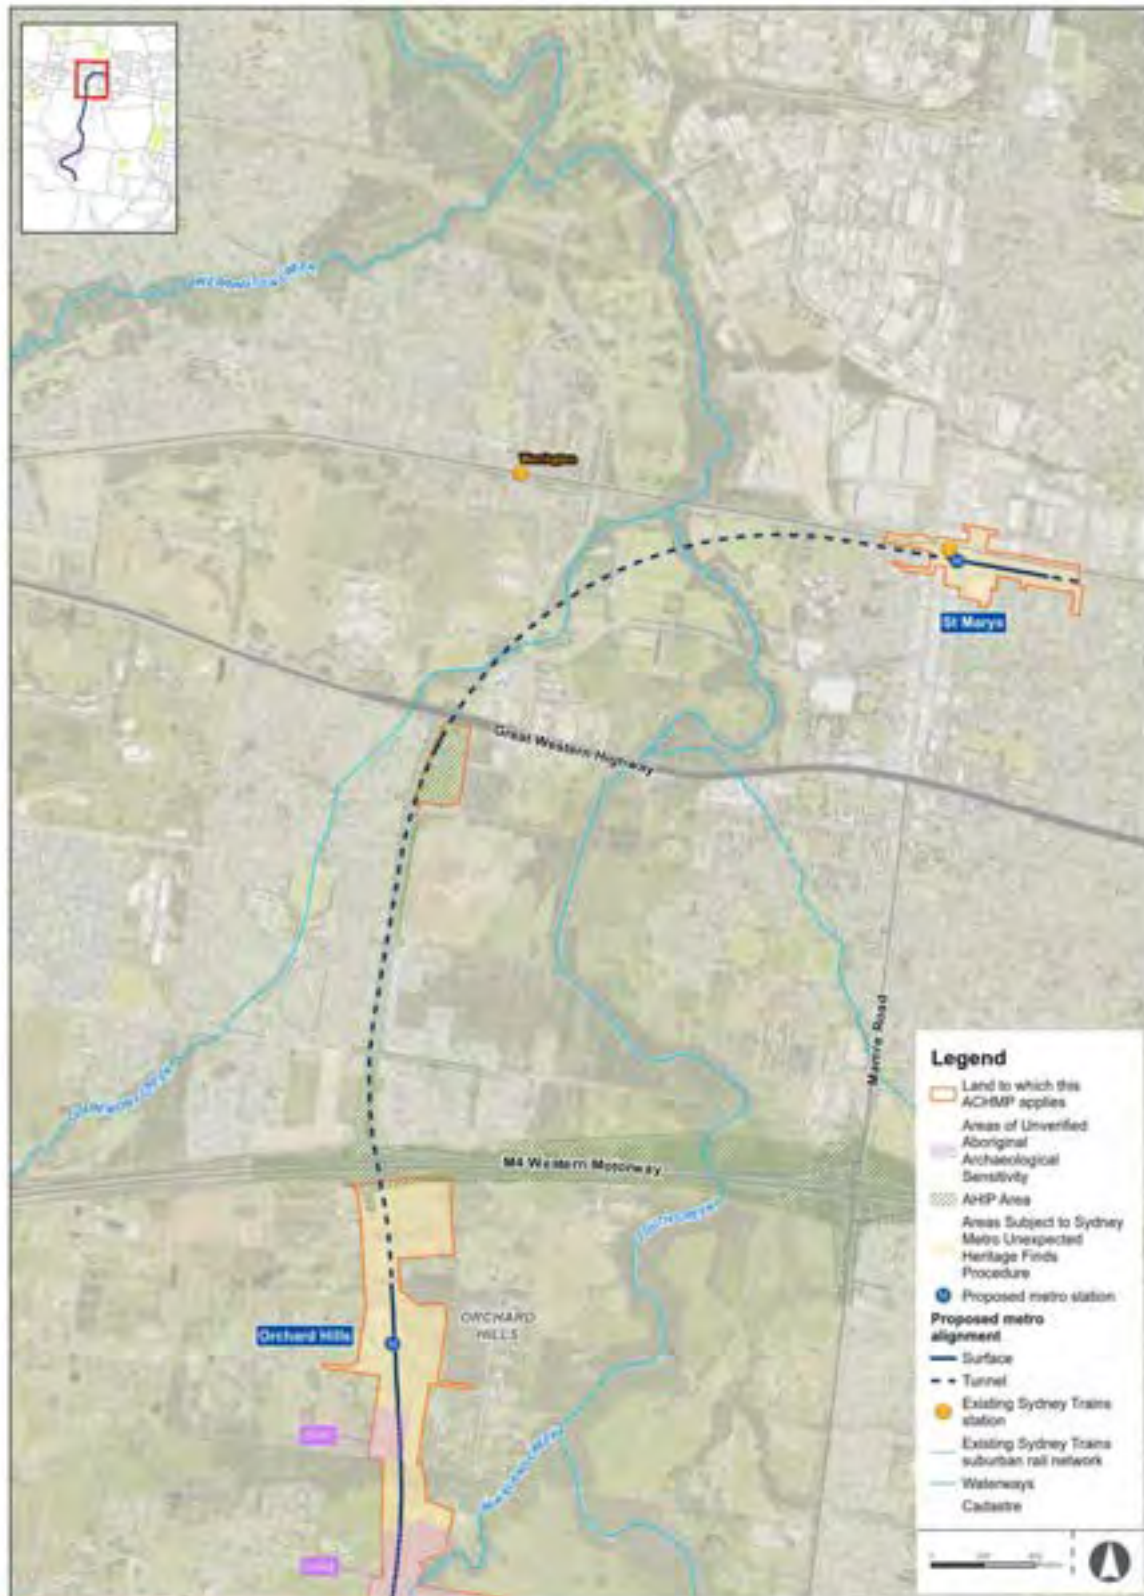 Werrington
St Marys
Great Western Highway
Mamre Road
M4 Western Motorway
Orchard Hills
ORCHARD
HILLS
Legend
Land to which this
ACHMP applies
Areas of Unverified
Aboriginal
Archaeological
Sensitivity
AHIP Area
Areas Subject to Sydney
Metro Unexpected
Heritage Finds
Procedure
Proposed metro station
Proposed metro
alignment
Surface
Tunnel
Existing Sydney Trains
station
Existing Sydney Trains
suburban rail network
Waterways
Cadastre